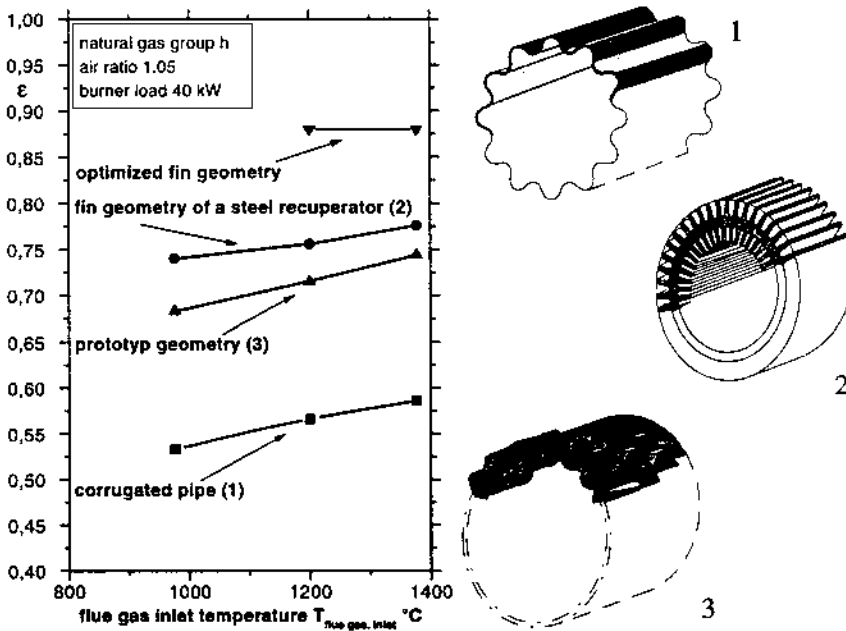 1,00
0,95
ε
0,90
0,85
0,80
0,75
0,70
0,65
0,60
0,55
0,50
0,45
0,40
natural gas group h
air ratio 1.05
burner load 40 kW
optimized fin geometry
fin geometry of a steel recuperator (2)
prototyp geometry (3)
corrugated pipe (1)
800
1000
1200
1400
flue gas inlet temperature T flue gas, inlet °C
1
2
3